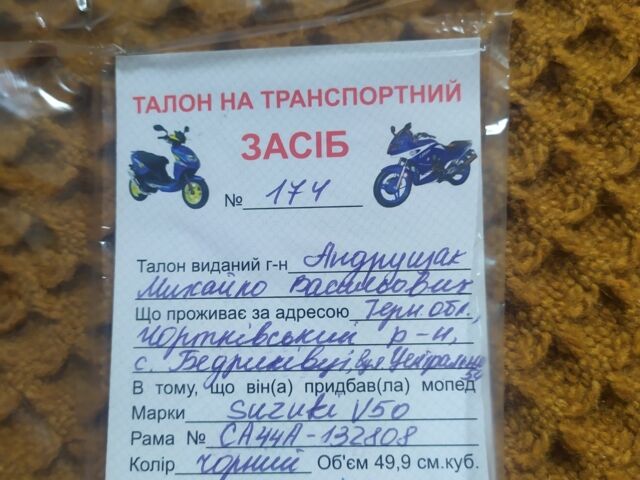 ТАЛОН НА ТРАНСПОРТНИЙ
ЗАСІБ
№ 174
Талон виданий г-н Андрущак
Михайло Васильович
Що проживає за адресою Терн обл.,
Чортківський р-н,
с. Бедриківці вул Центральна
54
В тому, що він(а) придбав(ла) мопед
Марки Suzuki V50
Рама № CA44A-132808
Колір чорний Об'єм 49,9 см.куб.